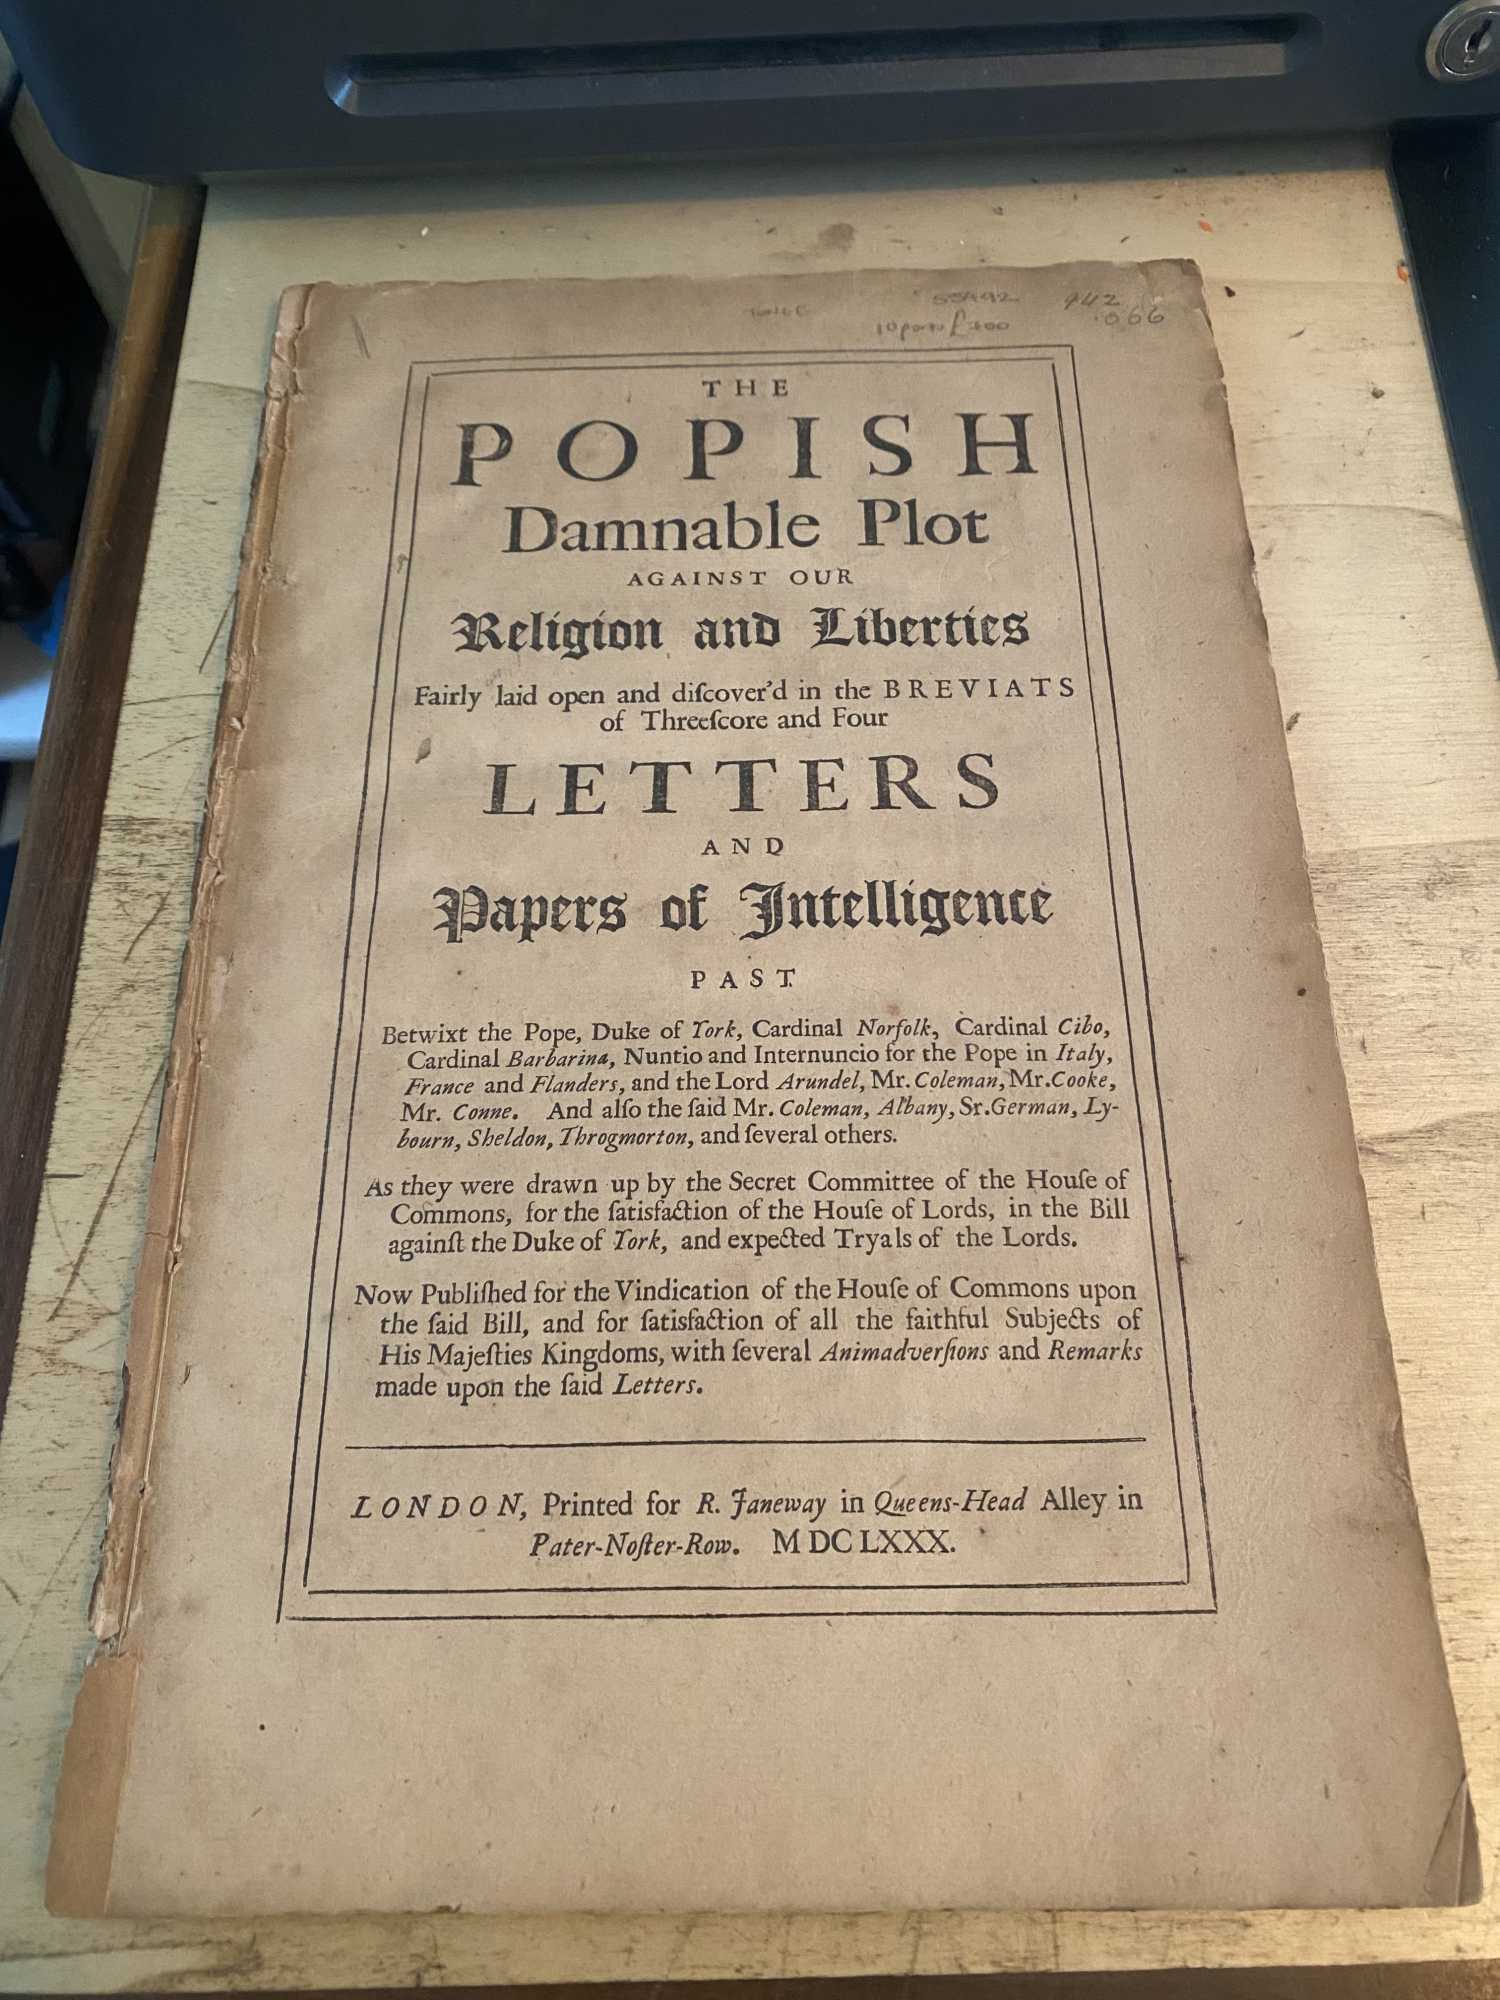 942
.066
THE
POPISH
Damnable Plot
AGAINST OUR
Religion and Liberties
Fairly laid open and diſcover'd in the BREVIATS
of Threeſcore and Four
LETTERS
AND
Papers of Intelligence
PAST.
Betwixt the Pope, Duke of York, Cardinal Norfolk, Cardinal Cibo,
Cardinal Barbarina, Nuntio and Internuncio for the Pope in Italy,
France and Flanders, and the Lord Arundel, Mr. Coleman, Mr. Cooke,
Mr. Conne. And alſo the ſaid Mr. Coleman, Albany, Sr. German, Ly-
bourn, Sheldon, Throgmorton, and ſeveral others.
As they were drawn up by the Secret Committee of the Houſe of
Commons, for the ſatisfaction of the Houſe of Lords, in the Bill
againſt the Duke of York, and expected Tryals of the Lords.
Now Publiſhed for the Vindication of the Houſe of Commons upon
the ſaid Bill, and for ſatisfaction of all the faithful Subjects of
His Majeſties Kingdoms, with ſeveral Animadverſions and Remarks
made upon the ſaid Letters.
LONDON, Printed for R. Janeway in Queens-Head Alley in
Pater-Noſter-Row. MDCLXXX.